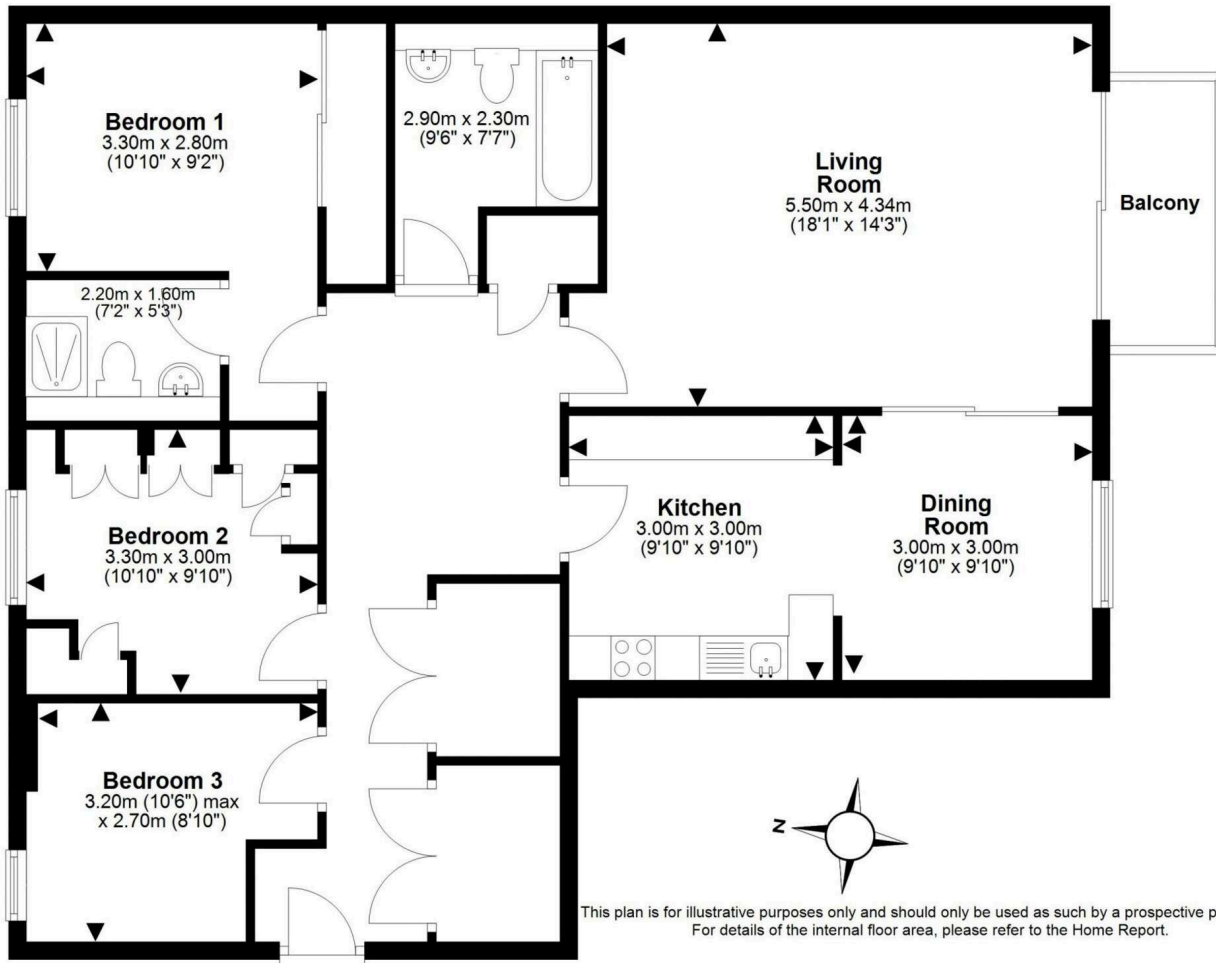 Bedroom 1
3.30m x 2.80m
(10'10" x 9'2")
2.90m x 2.30m
(9'6" x 7'7")
Living
Room
5.50m x 4.34m
(18'1" x 14'3")
Balcony
2.20m x 1.60m
(7'2" x 5'3")
Bedroom 2
3.30m x 3.00m
(10'10" x 9'10")
Kitchen
3.00m x 3.00m
(9'10" x 9'10")
Dining
Room
3.00m x 3.00m
(9'10" x 9'10")
Bedroom 3
3.20m (10'6") max
x 2.70m (8'10")
N
This plan is for illustrative purposes only and should only be used as such by a prospective p
For details of the internal floor area, please refer to the Home Report.